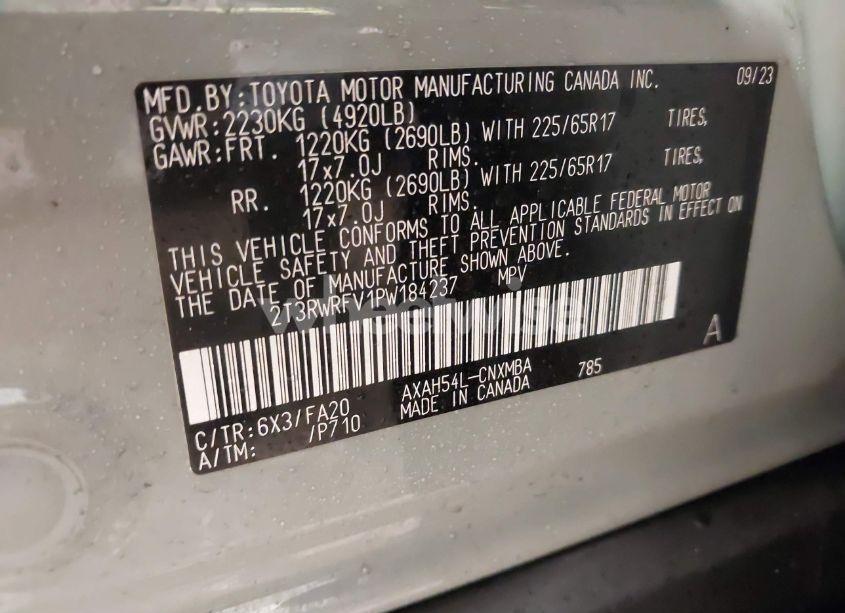 MFD.BY:TOYOTA MOTOR MANUFACTURING CANADA INC. 09/23
GVWR:2230KG (4920LB)
GAWR:FRT. 1220KG (2690LB) WITH 225/65R17 TIRES,
17x7.0J RIMS.
RR. 1220KG (2690LB) WITH 225/65R17 TIRES,
17x7.0J RIMS.
THIS VEHICLE CONFORMS TO ALL APPLICABLE FEDERAL MOTOR
VEHICLE SAFETY AND THEFT PREVENTION STANDARDS IN EFFECT ON
THE DATE OF MANUFACTURE SHOWN ABOVE.
2T3RWRFV1PW184237 MPV
wheelwise
A
AXAH54L-CNXMBA 785
MADE IN CANADA
C/TR:6X3/FA20
A/TM: /P710